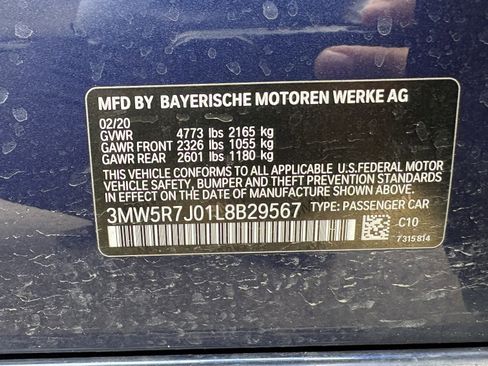 MFD BY BAYERISCHE MOTOREN WERKE AG
02/20
GVWR 4773 lbs 2165 kg
GAWR FRONT 2326 lbs 1055 kg
GAWR REAR 2601 lbs 1180 kg
THIS VEHICLE CONFORMS TO ALL APPLICABLE U.S.FEDERAL MOTOR
VEHICLE SAFETY, BUMPER, AND THEFT PREVENTION STANDARDS
IN EFFECT ON THE DATE OF MANUFACTURE SHOWN ABOVE.
3MW5R7J01L8B29567 TYPE: PASSENGER CAR
C10
7315814